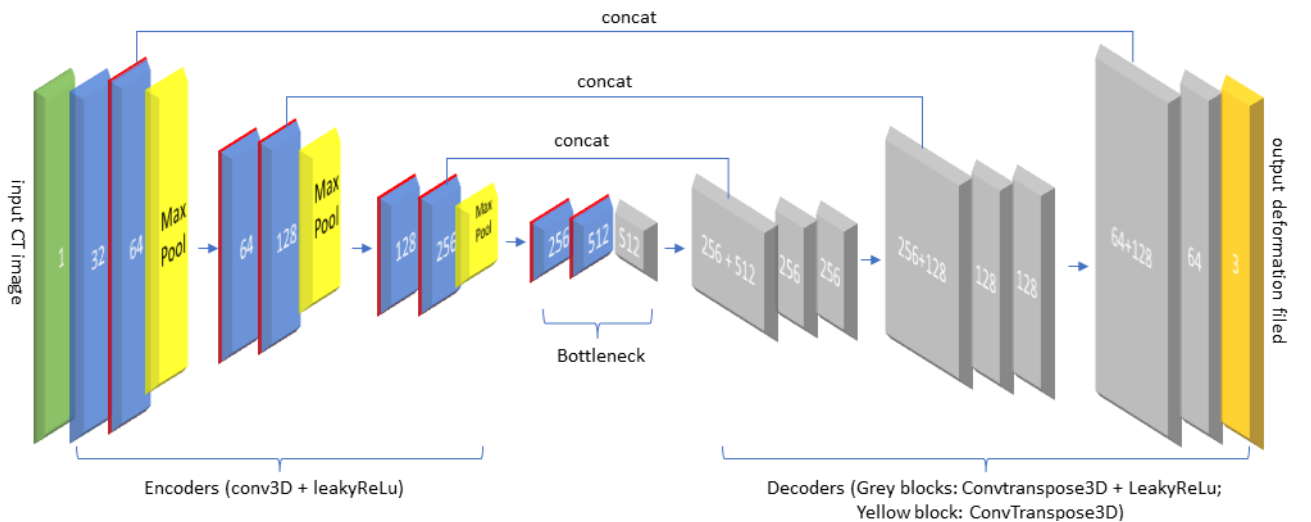 concat
concat
concat
input CT image
1
32
64
Max
Pool
64
128
Max
Pool
128
256
Max
Pool
256
512
512
256 + 512
256
256
256+128
128
128
64+128
64
3
output deformation filed
Bottleneck
Encoders (conv3D + leakyReLu)
Decoders (Grey blocks: Convtranspose3D + LeakyReLu;
Yellow block: ConvTranspose3D)